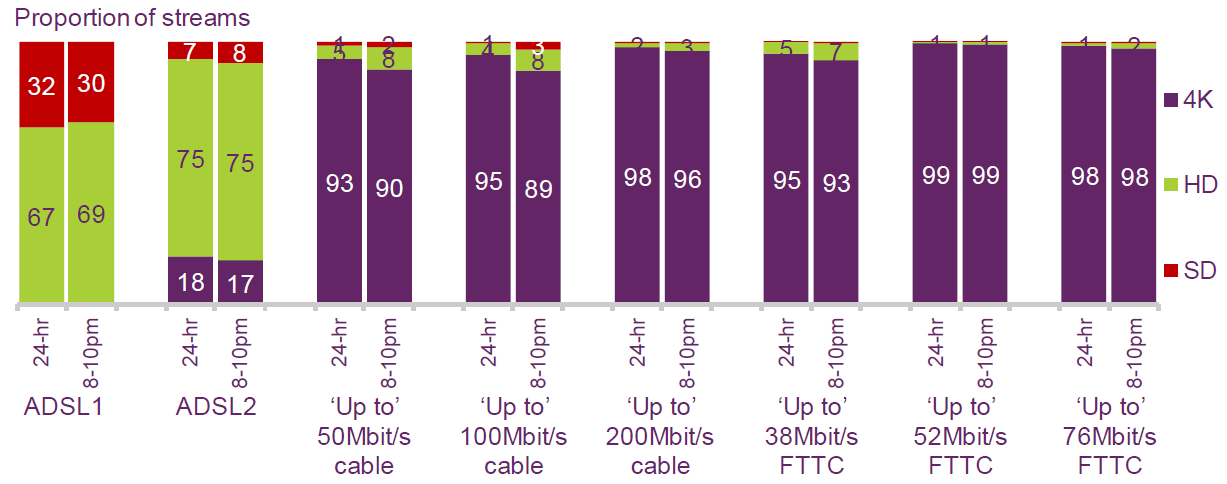 Proportion of streams
32 30 7 8 1 2 1 3 2 3 5 7 1 1 1 2
5 8 4 8
67 69 75 75 93 90 95 89 98 96 95 93 99 99 98 98
18 17
4K
HD
SD
24-hr 8-10pm 24-hr 8-10pm 24-hr 8-10pm 24-hr 8-10pm 24-hr 8-10pm 24-hr 8-10pm 24-hr 8-10pm 24-hr 8-10pm
ADSL1 ADSL2 ‘Up to’ ‘Up to’ ‘Up to’ ‘Up to’ ‘Up to’ ‘Up to’
50Mbit/s 100Mbit/s 200Mbit/s 38Mbit/s 52Mbit/s 76Mbit/s
cable cable cable FTTC FTTC FTTC